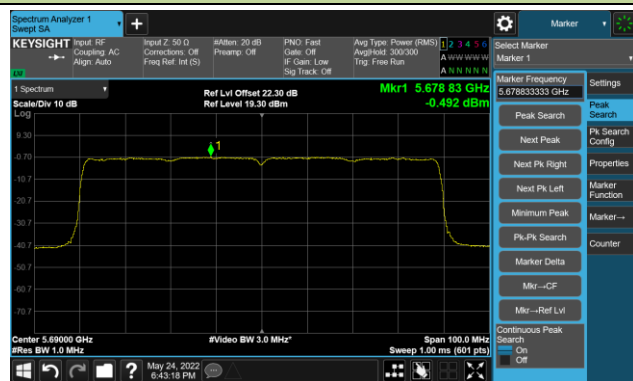 Spectrum Analyzer 1
Swept SA
Marker
KEYSIGHT
Input: RF
Coupling: AC
Align: Auto
Input Z: 50 Ω
Corrections: Off
Freq Ref: Int (S)
#Atten: 20 dB
Preamp: Off
PNO: Fast
Gate: Off
IF Gain: Low
Sig Track: Off
Avg Type: Power (RMS)
Avg|Hold: 300/300
Trig: Free Run
1 2 3 4 5 6
A W W W W W
A N N N N N
Select Marker
Marker 1
LXI
1 Spectrum
Scale/Div 10 dB
Log
Ref Lvl Offset 22.30 dB
Ref Level 19.30 dBm
Mkr1 5.678 83 GHz
-0.492 dBm
9.30
-0.70
-10.7
-20.7
-30.7
-40.7
-50.7
-60.7
-70.7
1
Center 5.69000 GHz
#Res BW 1.0 MHz
#Video BW 3.0 MHz*
Span 100.0 MHz
Sweep 1.00 ms (601 pts)
Marker Frequency
5.678833333 GHz
Peak Search
Next Peak
Next Pk Right
Next Pk Left
Minimum Peak
Pk-Pk Search
Marker Delta
Mkr→CF
Mkr→Ref Lvl
Continuous Peak
Search
On
Off
Settings
Peak
Search
Pk Search
Config
Properties
Marker
Function
Marker→
Counter
May 24, 2022
6:43:18 PM